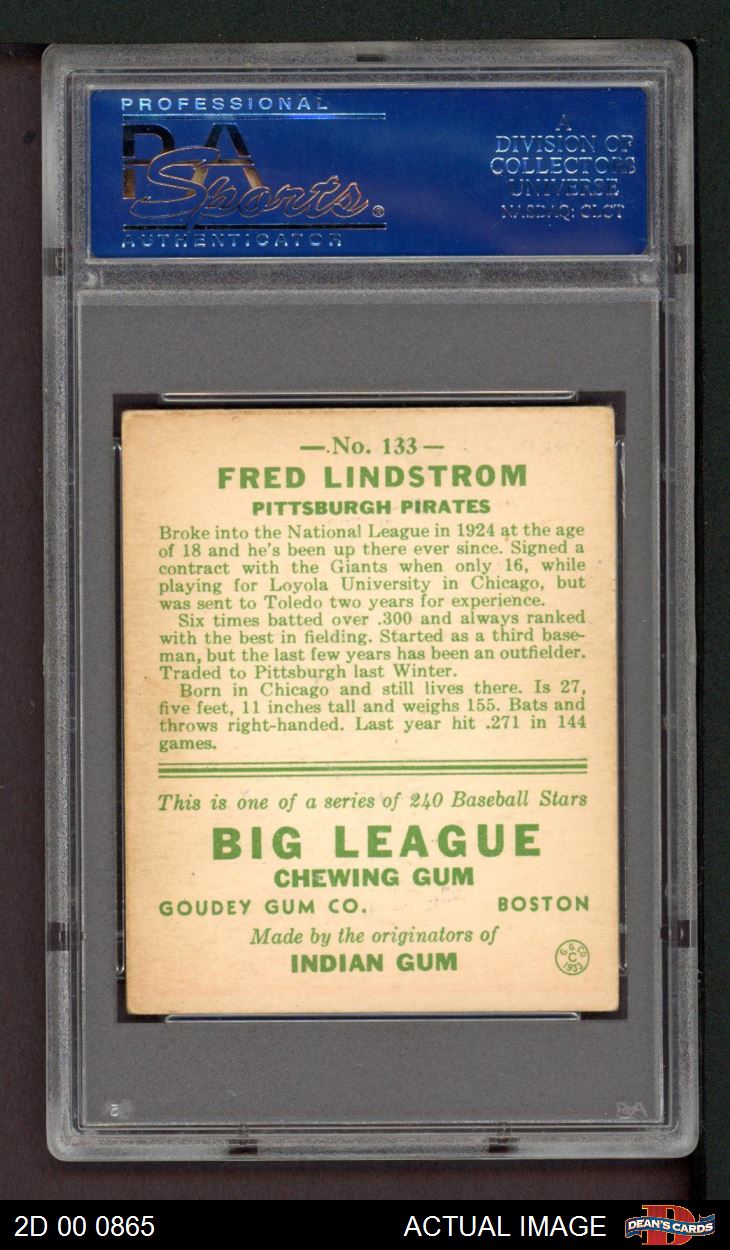 PROFESSIONAL
PSA
Sports®
AUTHENTICATOR
A
DIVISION OF
COLLECTORS
UNIVERSE
NASDAQ: CLCT
—.No. 133—
FRED LINDSTROM
PITTSBURGH PIRATES
Broke into the National League in 1924 at the age
of 18 and he's been up there ever since. Signed a
contract with the Giants when only 16, while
playing for Loyola University in Chicago, but
was sent to Toledo two years for experience.
Six times batted over .300 and always ranked
with the best in fielding. Started as a third base-
man, but the last few years has been an outfielder.
Traded to Pittsburgh last Winter.
Born in Chicago and still lives there. Is 27,
five feet, 11 inches tall and weighs 155. Bats and
throws right-handed. Last year hit .271 in 144
games.
This is one of a series of 240 Baseball Stars
BIG LEAGUE
CHEWING GUM
GOUDEY GUM CO. BOSTON
Made by the originators of
INDIAN GUM
G.G.CO.
C
1933
PSA
2D 00 0865 ACTUAL IMAGE DEAN'S CARDS